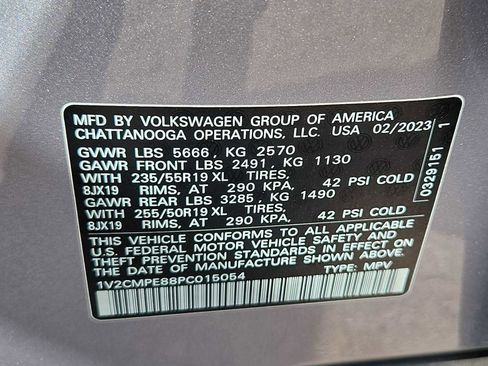 MFD BY VOLKSWAGEN GROUP OF AMERICA
CHATTANOOGA OPERATIONS, LLC. USA 02/2023
GVWR LBS 5666, KG 2570
GAWR FRONT LBS 2491, KG 1130
WITH 235/55R19 XL TIRES,
8JX19 RIMS, AT 290 KPA, 42 PSI COLD
GAWR REAR LBS 3285, KG 1490
WITH 255/50R19 XL TIRES,
8JX19 RIMS, AT 290 KPA, 42 PSI COLD
THIS VEHICLE CONFORMS TO ALL APPLICABLE
U.S. FEDERAL MOTOR VEHICLE SAFETY AND
THEFT PREVENTION STANDARDS IN EFFECT ON
THE DATE OF MANUFACTURE SHOWN ABOVE.
1V2CMPE88PC015054 TYPE: MPV
0329151 1